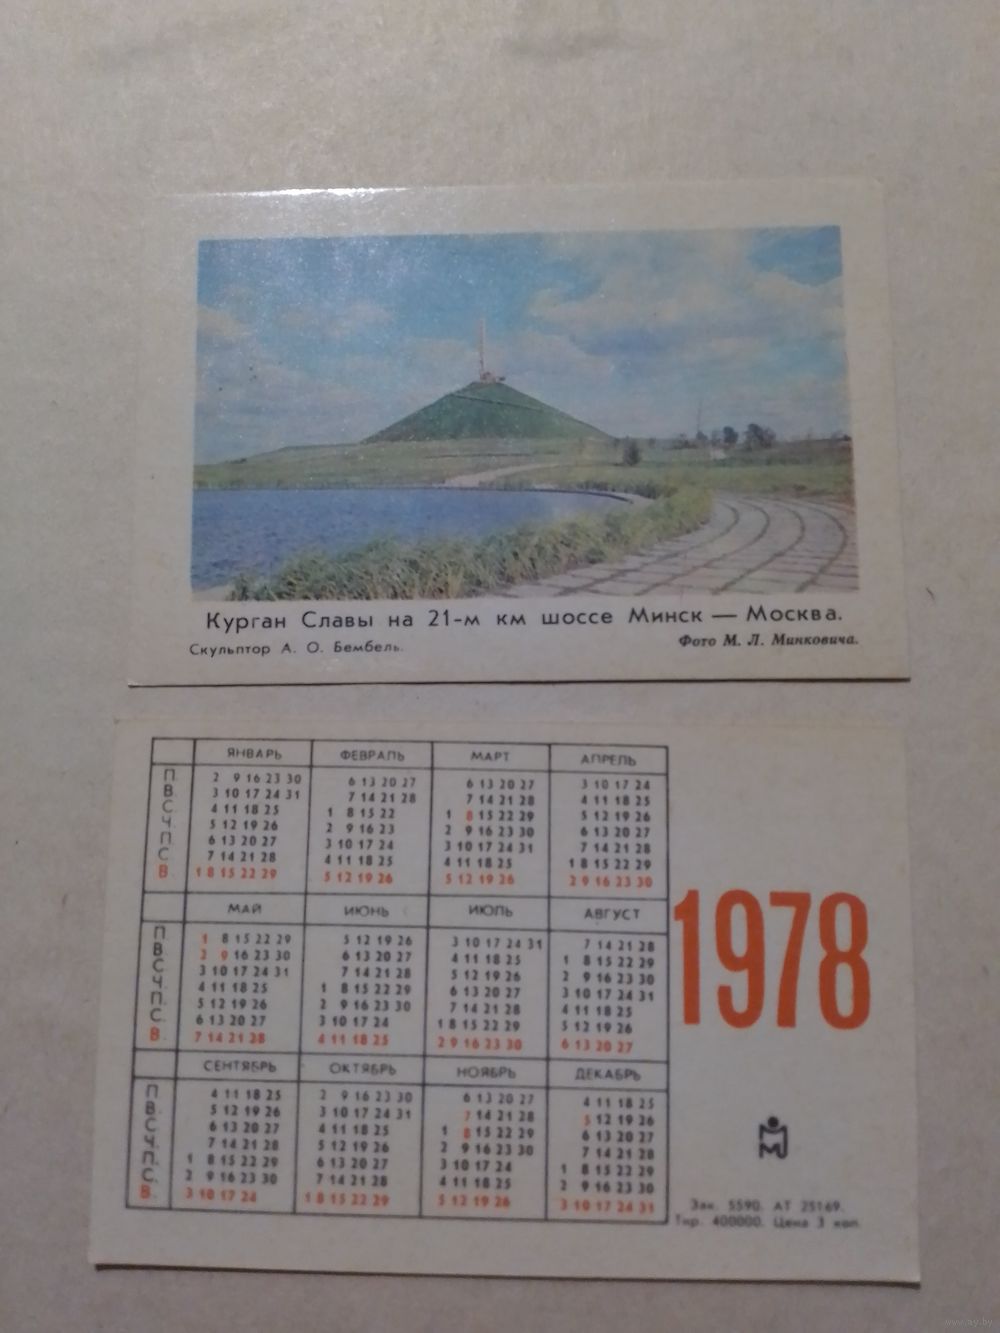 Курган Славы на 21-м км шоссе Минск — Москва.
Скульптор А. О. Бембель.
Фото М. Л. Минковича.
ЯНВАРЬ ФЕВРАЛЬ МАРТ АПРЕЛЬ
П. 2 9 16 23 30 6 13 20 27 6 13 20 27 3 10 17 24
В. 3 10 17 24 31 7 14 21 28 7 14 21 28 4 11 18 25
С. 4 11 18 25 1 8 15 22 1 8 15 22 29 5 12 19 26
Ч. 5 12 19 26 2 9 16 23 2 9 16 23 30 6 13 20 27
П. 6 13 20 27 3 10 17 24 3 10 17 24 31 7 14 21 28
С. 7 14 21 28 4 11 18 25 4 11 18 25 1 8 15 22 29
В. 1 8 15 22 29 5 12 19 26 5 12 19 26 2 9 16 23 30
МАЙ ИЮНЬ ИЮЛЬ АВГУСТ
П. 1 8 15 22 29 5 12 19 26 3 10 17 24 31 7 14 21 28
В. 2 9 16 23 30 6 13 20 27 4 11 18 25 1 8 15 22 29
С. 3 10 17 24 31 7 14 21 28 5 12 19 26 2 9 16 23 30
Ч. 4 11 18 25 1 8 15 22 29 6 13 20 27 3 10 17 24 31
П. 5 12 19 26 2 9 16 23 30 7 14 21 28 4 11 18 25
С. 6 13 20 27 3 10 17 24 1 8 15 22 29 5 12 19 26
В. 7 14 21 28 4 11 18 25 2 9 16 23 30 6 13 20 27
СЕНТЯБРЬ ОКТЯБРЬ НОЯБРЬ ДЕКАБРЬ
П. 4 11 18 25 2 9 16 23 30 6 13 20 27 4 11 18 25
В. 5 12 19 26 3 10 17 24 31 7 14 21 28 5 12 19 26
С. 6 13 20 27 4 11 18 25 1 8 15 22 29 6 13 20 27
Ч. 7 14 21 28 5 12 19 26 2 9 16 23 30 7 14 21 28
П. 1 8 15 22 29 6 13 20 27 3 10 17 24 1 8 15 22 29
С. 2 9 16 23 30 7 14 21 28 4 11 18 25 2 9 16 23 30
В. 3 10 17 24 1 8 15 22 29 5 12 19 26 3 10 17 24 31
1978
Зак. 5590. АТ 25169.
Тир. 400000. Цена 3 коп.
www.ay.by